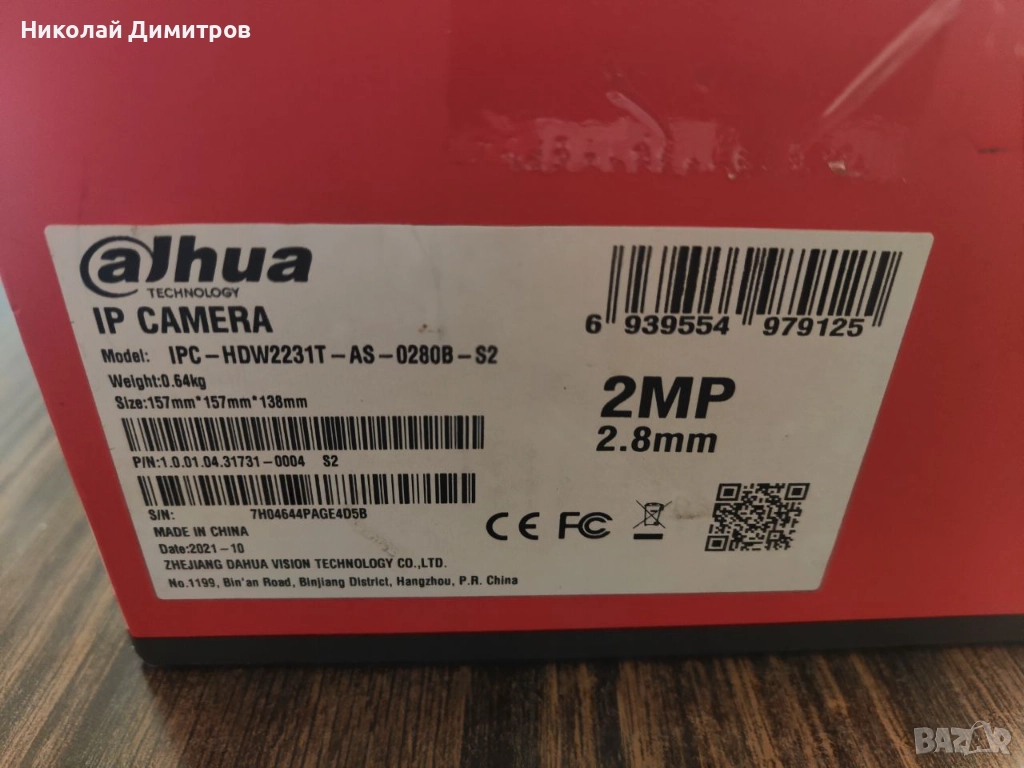 Николай Димитров
alhua
TECHNOLOGY
IP CAMERA
Model: IPC-HDW2231T-AS-0280B-S2
Weight:0.64kg
Size:157mm*157mm*138mm
P/N:1.0.01.04.31731-0004 S2
S/N: 7H04644PAGE4D5B
MADE IN CHINA
Date:2021-10
ZHEJIANG DAHUA VISION TECHNOLOGY CO.,LTD.
No.1199, Bin'an Road, Binjiang District, Hangzhou, P.R. China
6 939554 979125
2MP
2.8mm
CE FC
BAZAR